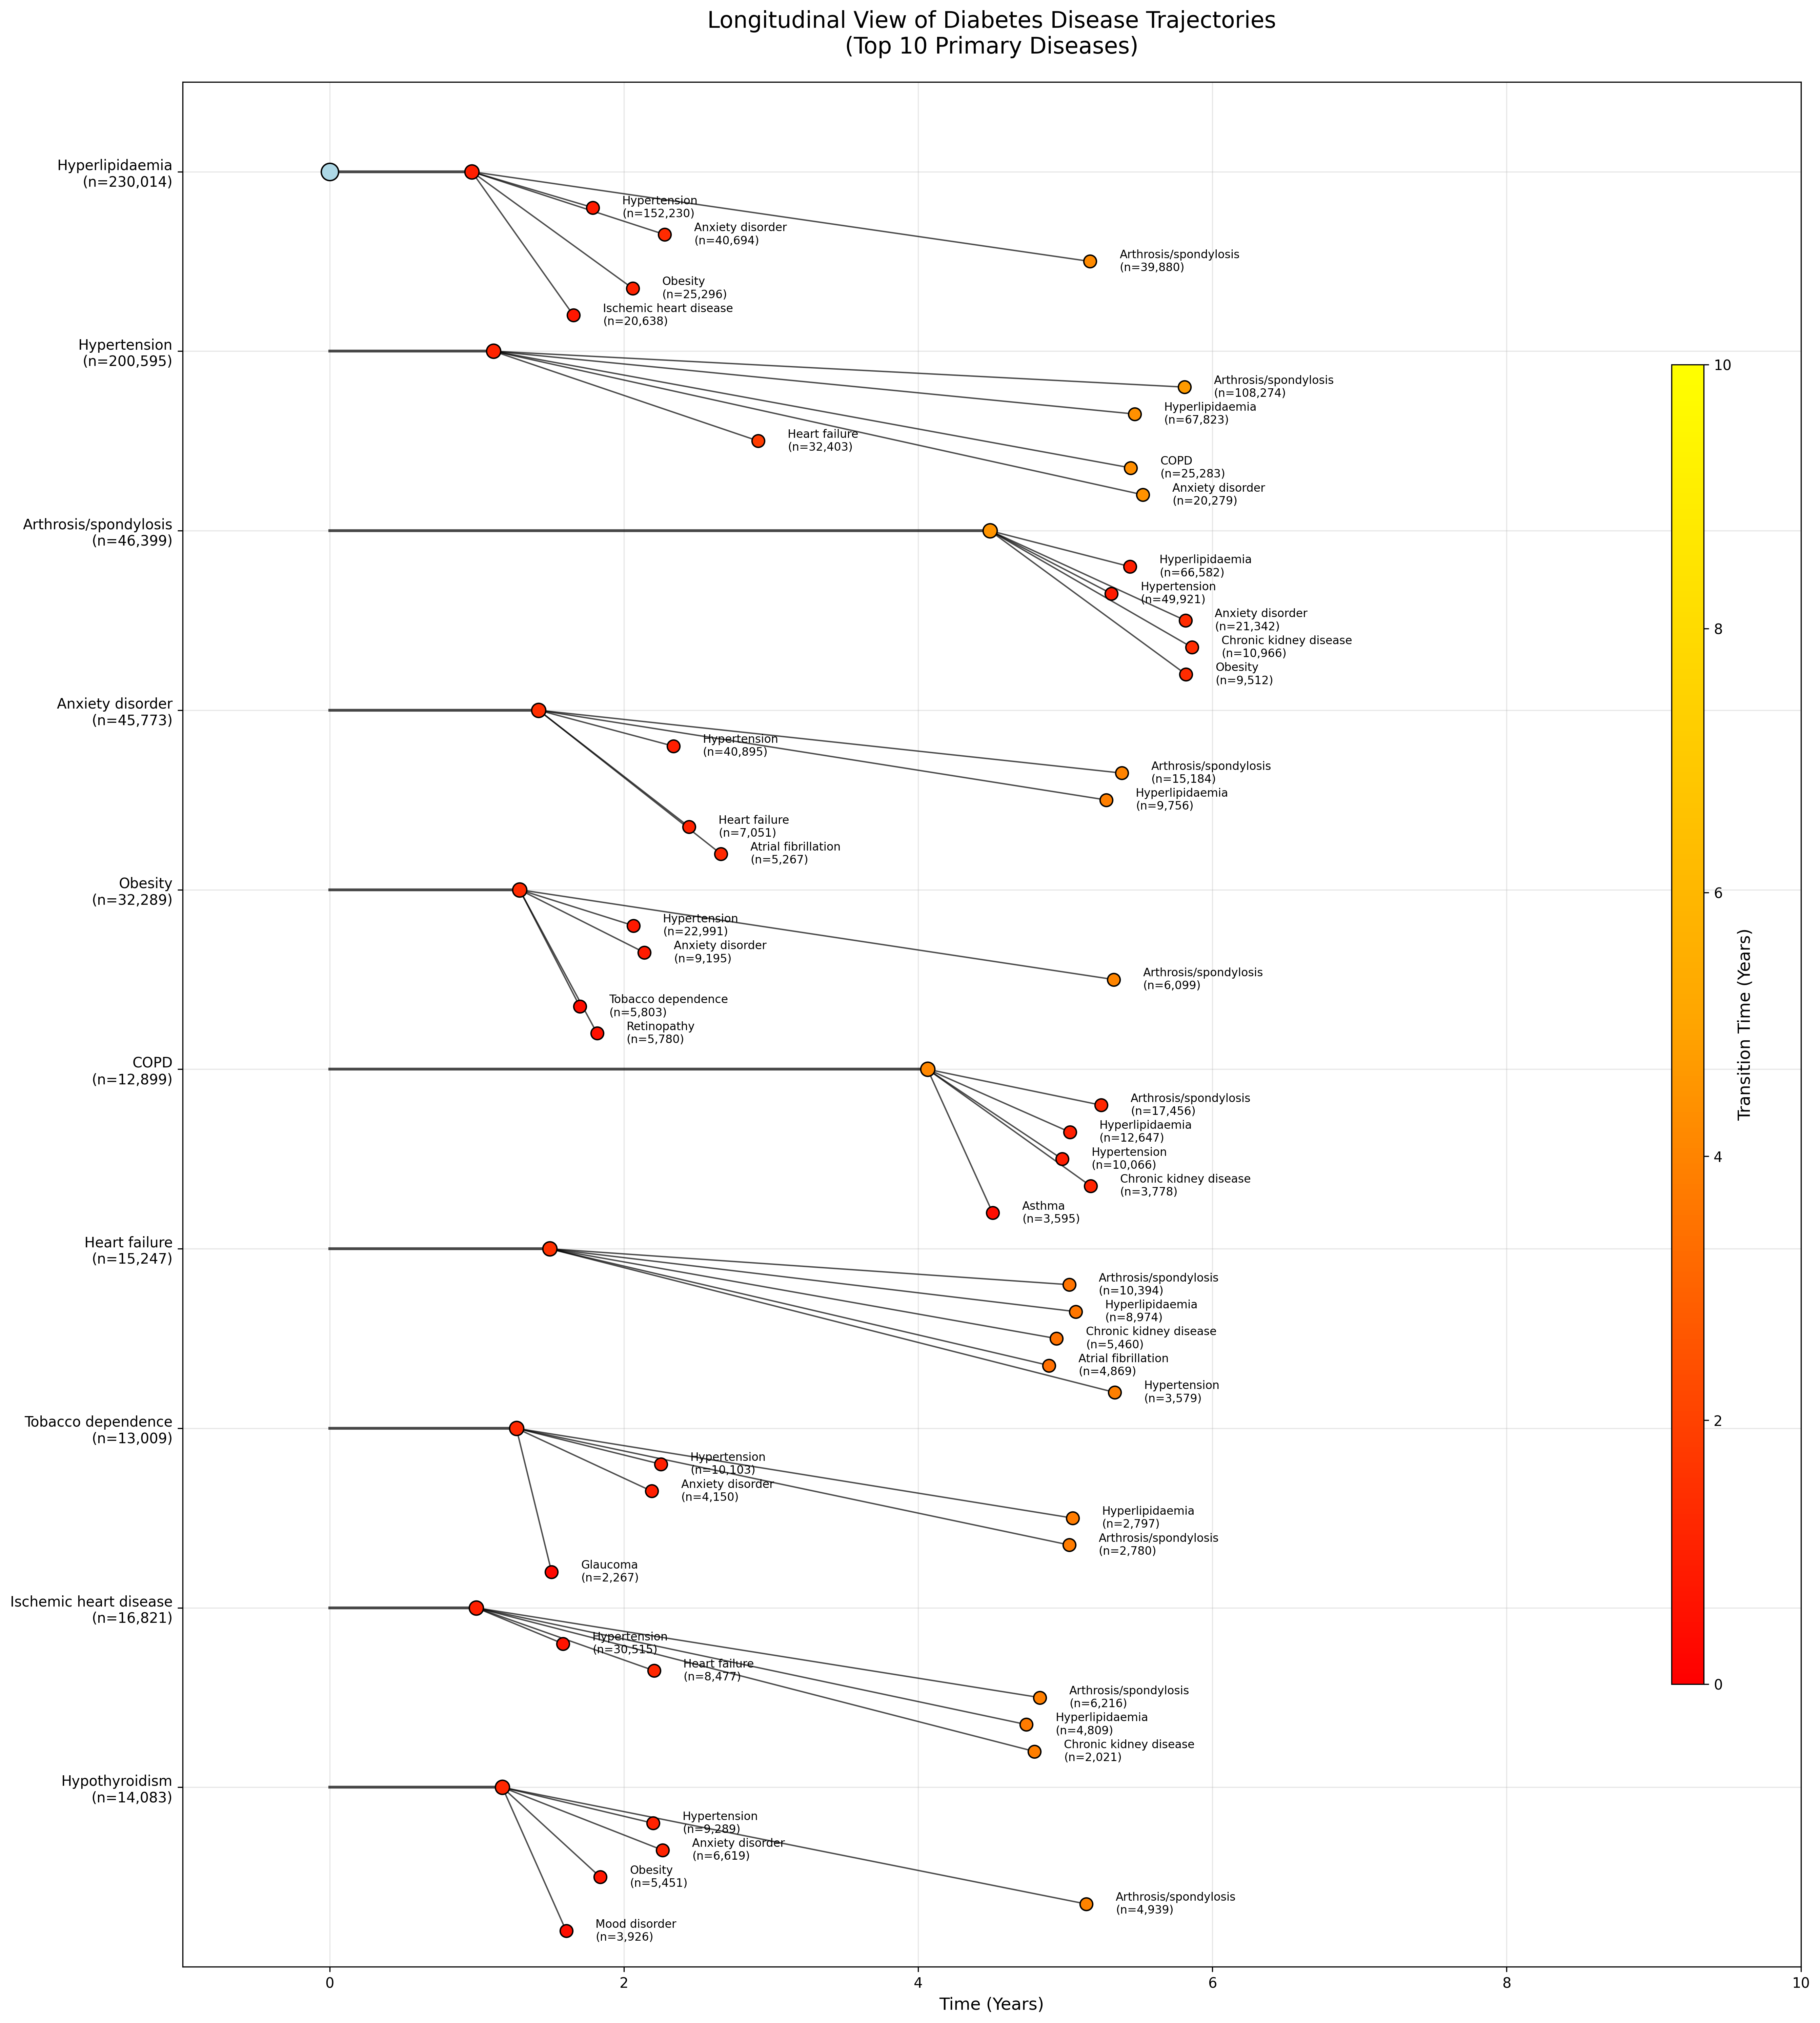 Longitudinal View of Diabetes Disease Trajectories
(Top 10 Primary Diseases)
Hyperlipidaemia
(n=230,014)
Hypertension
(n=152,230)
Anxiety disorder
(n=40,694)
Arthrosis/spondylosis
(n=39,880)
Obesity
(n=25,296)
Ischemic heart disease
(n=20,638)
Hypertension
(n=200,595)
Arthrosis/spondylosis
(n=108,274)
Hyperlipidaemia
(n=67,823)
Heart failure
(n=32,403)
COPD
(n=25,283)
Anxiety disorder
(n=20,279)
Arthrosis/spondylosis
(n=46,399)
Hyperlipidaemia
(n=66,582)
Hypertension
(n=49,921)
Anxiety disorder
(n=21,342)
Chronic kidney disease
(n=10,966)
Obesity
(n=9,512)
Anxiety disorder
(n=45,773)
Hypertension
(n=40,895)
Arthrosis/spondylosis
(n=15,184)
Hyperlipidaemia
(n=9,756)
Heart failure
(n=7,051)
Atrial fibrillation
(n=5,267)
Obesity
(n=32,289)
Hypertension
(n=22,991)
Anxiety disorder
(n=9,195)
Arthrosis/spondylosis
(n=6,099)
Tobacco dependence
(n=5,803)
Retinopathy
(n=5,780)
COPD
(n=12,899)
Arthrosis/spondylosis
(n=17,456)
Hyperlipidaemia
(n=12,647)
Hypertension
(n=10,066)
Chronic kidney disease
(n=3,778)
Asthma
(n=3,595)
Heart failure
(n=15,247)
Arthrosis/spondylosis
(n=10,394)
Hyperlipidaemia
(n=8,974)
Chronic kidney disease
(n=5,460)
Atrial fibrillation
(n=4,869)
Hypertension
(n=3,579)
Tobacco dependence
(n=13,009)
Hypertension
(n=10,103)
Anxiety disorder
(n=4,150)
Hyperlipidaemia
(n=2,797)
Arthrosis/spondylosis
(n=2,780)
Glaucoma
(n=2,267)
Ischemic heart disease
(n=16,821)
Hypertension
(n=30,515)
Heart failure
(n=8,477)
Arthrosis/spondylosis
(n=6,216)
Hyperlipidaemia
(n=4,809)
Chronic kidney disease
(n=2,021)
Hypothyroidism
(n=14,083)
Hypertension
(n=9,289)
Anxiety disorder
(n=6,619)
Obesity
(n=5,451)
Arthrosis/spondylosis
(n=4,939)
Mood disorder
(n=3,926)
0
2
4
6
8
10
Time (Years)
10
8
6
4
2
0
Transition Time (Years)